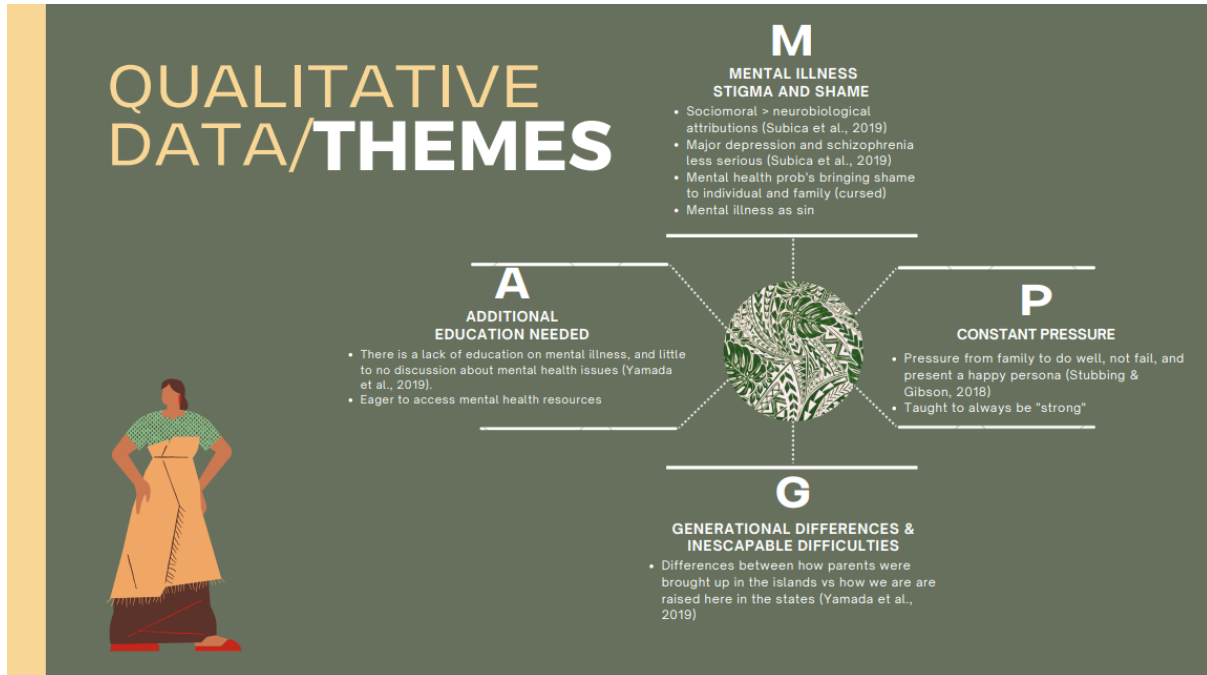 QUALITATIVE
DATA/THEMES
M
MENTAL ILLNESS
STIGMA AND SHAME
• Sociomoral > neurobiological
attributions (Subica et al., 2019)
• Major depression and schizophrenia
less serious (Subica et al., 2019)
• Mental health prob's bringing shame
to individual and family (cursed)
• Mental illness as sin
A
ADDITIONAL
EDUCATION NEEDED
• There is a lack of education on mental illness, and little
to no discussion about mental health issues (Yamada
et al., 2019).
• Eager to access mental health resources
P
CONSTANT PRESSURE
• Pressure from family to do well, not fail, and
present a happy persona (Stubbing &
Gibson, 2018)
• Taught to always be "strong"
G
GENERATIONAL DIFFERENCES &
INESCAPABLE DIFFICULTIES
• Differences between how parents were
brought up in the islands vs how we are are
raised here in the states (Yamada et al.,
2019)